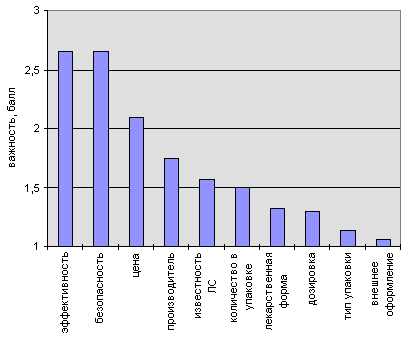 3
2,5
2
1,5
1
важность, балл
эффективность
безопасность
цена
производитель
известность
ЛС
количество в
упаковке
лекарственная
форма
дозировка
тип упаковки
внешнее
оформление